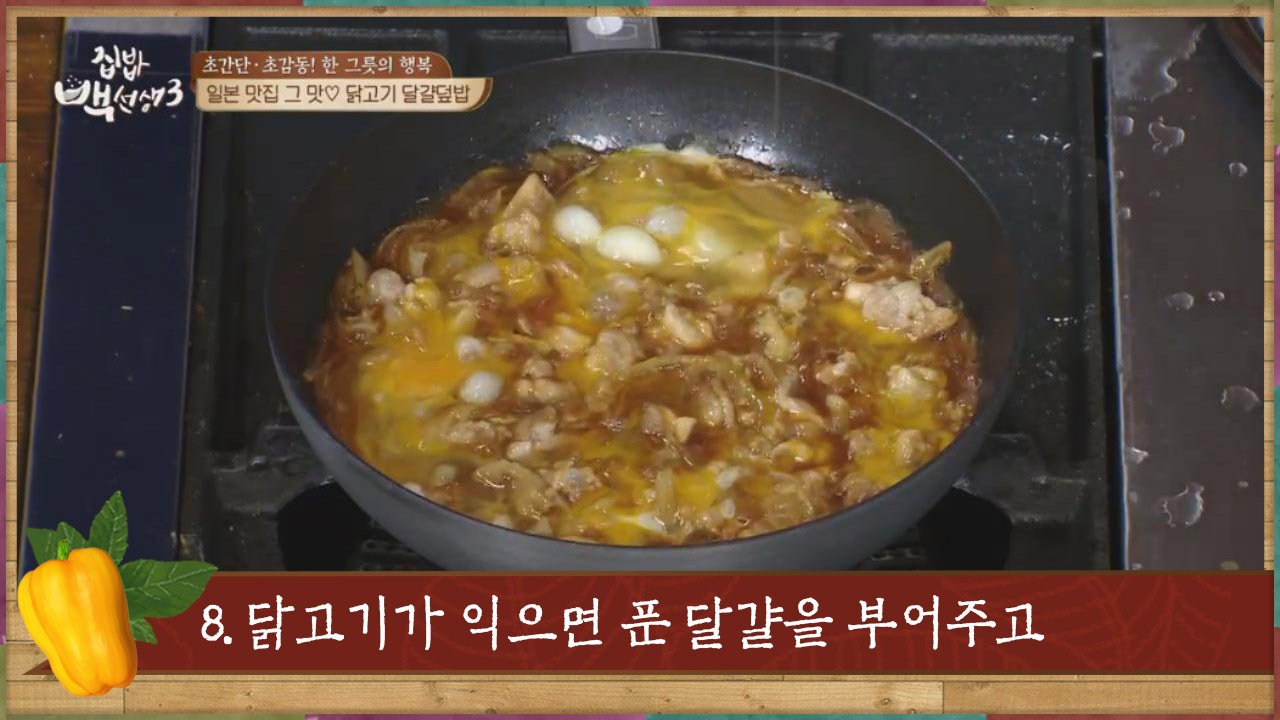 집밥
백선생3
초간단·초감동! 한 그릇의 행복
일본 맛집 그 맛♡ 닭고기 달걀덮밥
8. 닭고기가 익으면 푼 달걀을 부어주고